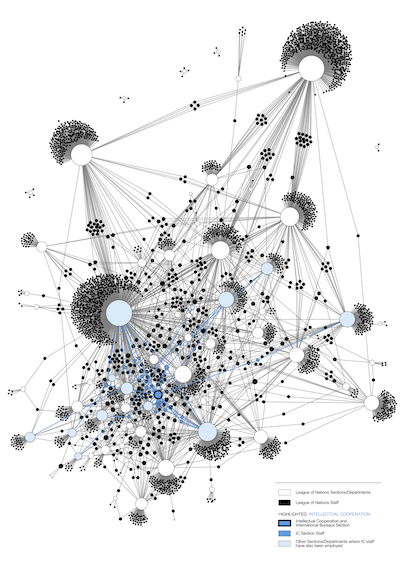 League of Nations Sections/Departments
League of Nations Staff
HIGHLIGHTED: INTELLECTUAL COOPERATION
Intellectual Cooperation and
International Bureaux Section
IC Section Staff
Other Sections/Departments where IC staff
have also been employed